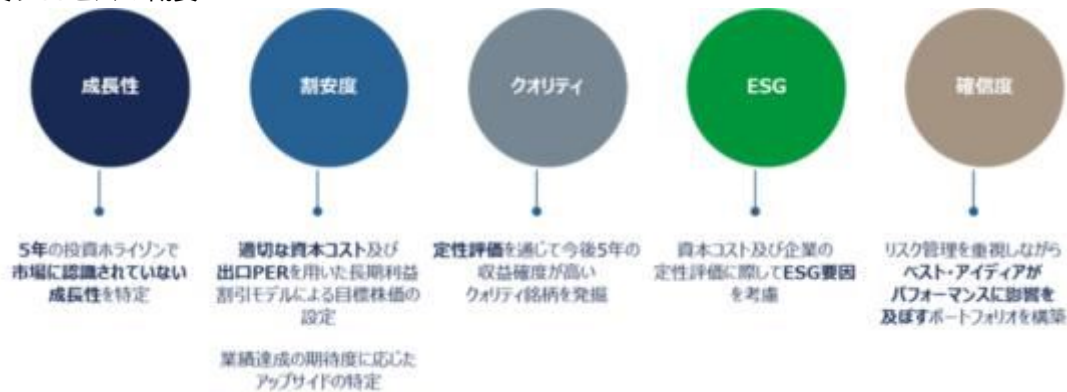 成長性
割安度
クオリティ
ESG
確信度
5年の投資ホライゾンで
市場に認識されていない
成長性を特定
適切な資本コスト及び
出口PERを用いた長期利益
割引モデルによる目標株価の
設定
業績達成の期待度に応じた
アップサイドの特定
定性評価を通じて今後5年の
収益確度が高い
クオリティ銘柄を発掘
資本コスト及び企業の
定性評価に際してESG要因
を考慮
リスク管理を重視しながら
ベスト・アイディアが
パフォーマンスに影響を
及ぼすポートフォリオを構築